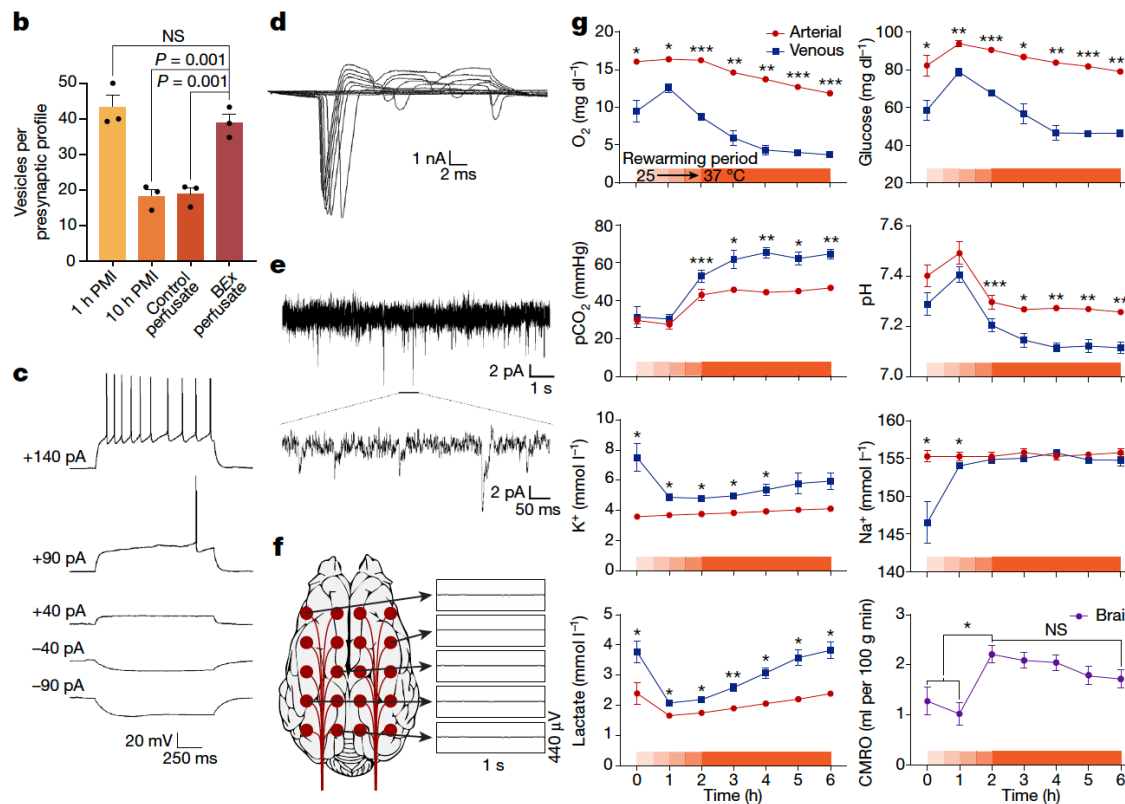 b
NS
P = 0.001
P = 0.001
Vesicles per
presynaptic profile
50
40
30
20
10
0
1 h PMI
10 h PMI
Control
perfusate
BEx
perfusate
c
+140 pA
+90 pA
+40 pA
−40 pA
−90 pA
20 mV
250 ms
d
1 nA
2 ms
e
2 pA
1 s
2 pA
50 ms
f
1 s
440 μV
g
O₂ (mg dl⁻¹)
20
15
10
5
0
Arterial
Venous
* * *** ** ** *** ***
Rewarming period
25 37 °C
Glucose (mg dl⁻¹)
100
80
60
40
20
* ** *** * ** *** **
pCO₂ (mmHg)
80
60
40
20
0
*** * ** * **
pH
7.6
7.4
7.2
7.0
*** * ** *** **
K⁺ (mmol l⁻¹)
10
8
6
4
2
0
* * * * *
Na⁺ (mmol l⁻¹)
160
155
150
145
140
* *
Lactate (mmol l⁻¹)
5
4
3
2
1
0
* * * ** * * *
0 1 2 3 4 5 6
Time (h)
CMRO (ml per 100 g min)
3
2
1
0
Brai
* NS
0 1 2 3 4 5 6
Time (h)